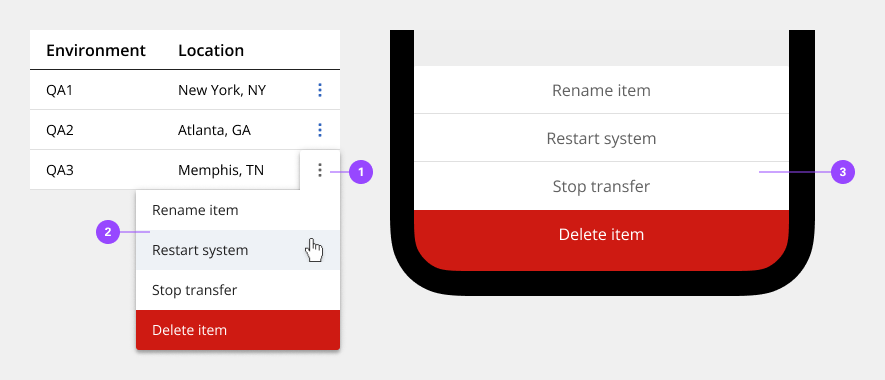 Environment Location
QA1 New York, NY
QA2 Atlanta, GA
QA3 Memphis, TN
1
2
Rename item
Restart system
Stop transfer
Delete item
Rename item
Restart system
Stop transfer
3
Delete item